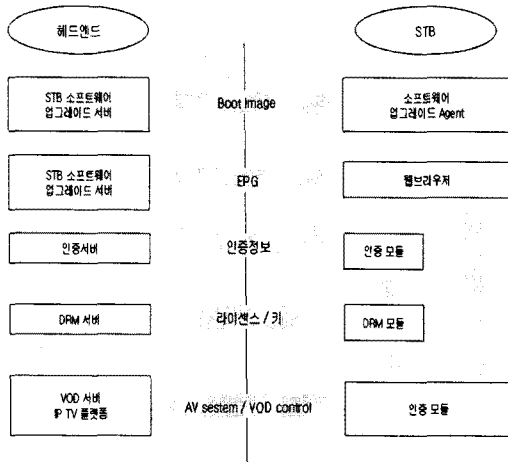 헤드엔드
STB
STB 소프트웨어
업그레이드 서버
Boot Image
소프트웨어
업그레이드 Agent
STB 소프트웨어
업그레이드 서버
EPG
웹브라우저
인증서버
인증정보
인증 모듈
DRM 서버
라이센스 / 키
DRM 모듈
VOD 서버
IP TV 플랫폼
AV sestem / VOD control
인증 모듈